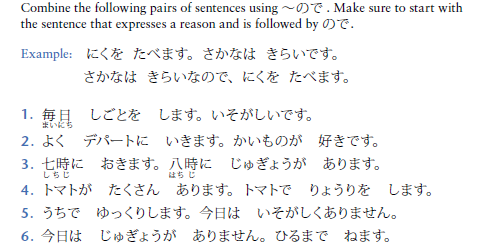 Combine the following pairs of sentences using ～ので . Make sure to start with
the sentence that expresses a reason and is followed by ので.
Example: にくを たべます。さかなは きらいです。
さかなは きらいなので、にくを たべます。
1. 毎日 しごとを します。いそがしいです。
まいにち
2. よく デパートに いきます。かいものが 好きです。
3. 七時に おきます。八時に じゅぎょうが あります。
しちじ はちじ
4. トマトが たくさん あります。トマトで りょうりを します。
5. うちで ゆっくりします。今日は いそがしくありません。
6. 今日は じゅぎょうが ありません。ひるまで ねます。